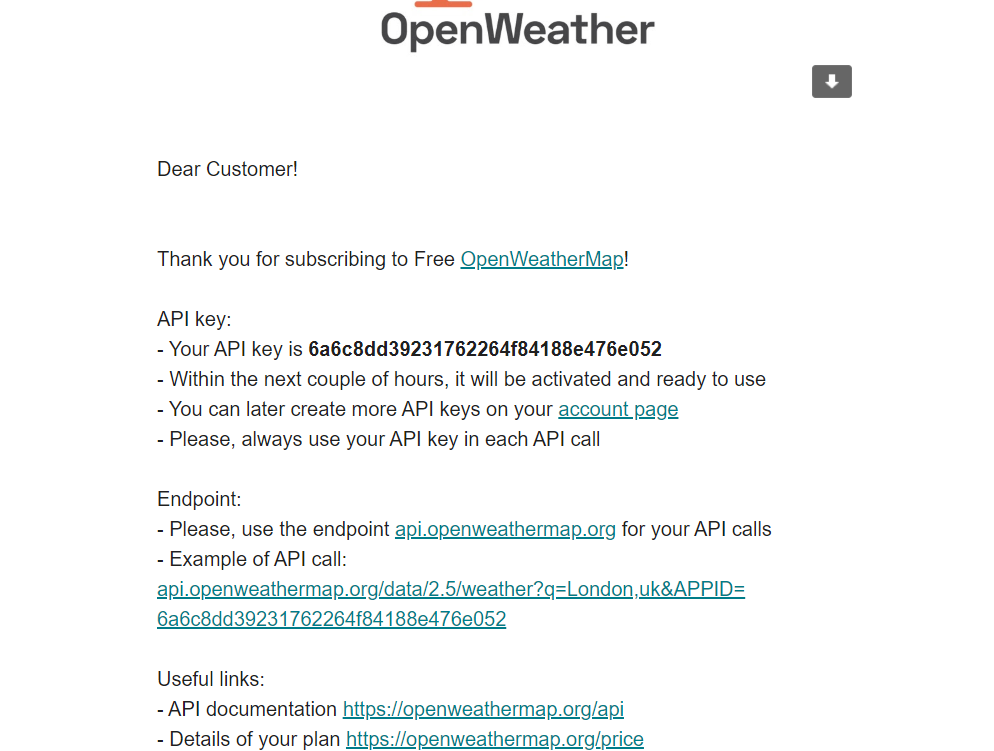 OpenWeather
Dear Customer!
Thank you for subscribing to Free OpenWeatherMap!
API key:
- Your API key is 6a6c8dd39231762264f84188e476e052
- Within the next couple of hours, it will be activated and ready to use
- You can later create more API keys on your account page
- Please, always use your API key in each API call
Endpoint:
- Please, use the endpoint api.openweathermap.org for your API calls
- Example of API call:
api.openweathermap.org/data/2.5/weather?q=London,uk&APPID=
6a6c8dd39231762264f84188e476e052
Useful links:
- API documentation https://openweathermap.org/api
- Details of your plan https://openweathermap.org/price